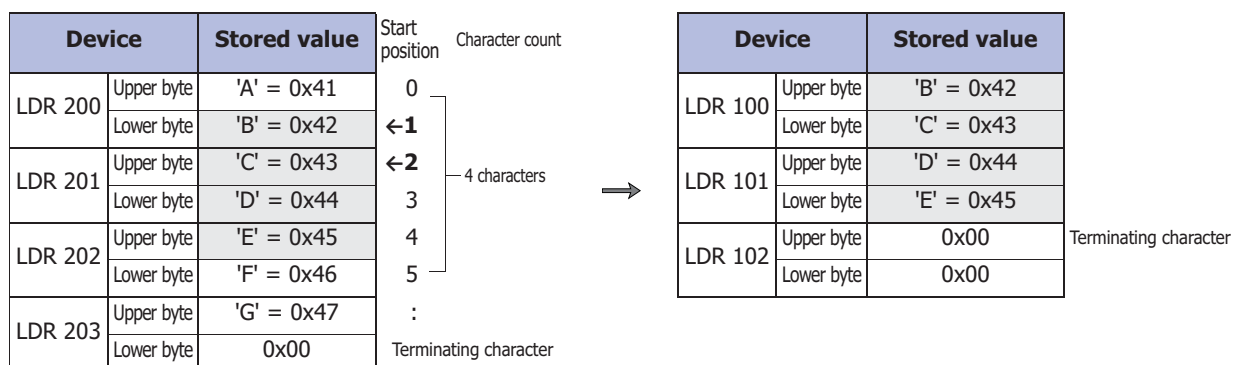 Device Stored value Start position Character count
LDR 200 Upper byte 'A' = 0x41 0
Lower byte 'B' = 0x42 ←1
LDR 201 Upper byte 'C' = 0x43 ←2
4 characters
Lower byte 'D' = 0x44 3
LDR 202 Upper byte 'E' = 0x45 4
Lower byte 'F' = 0x46 5
LDR 203 Upper byte 'G' = 0x47 :
Lower byte 0x00 Terminating character
→
Device Stored value
LDR 100 Upper byte 'B' = 0x42
Lower byte 'C' = 0x43
LDR 101 Upper byte 'D' = 0x44
Lower byte 'E' = 0x45
LDR 102 Upper byte 0x00 Terminating character
Lower byte 0x00